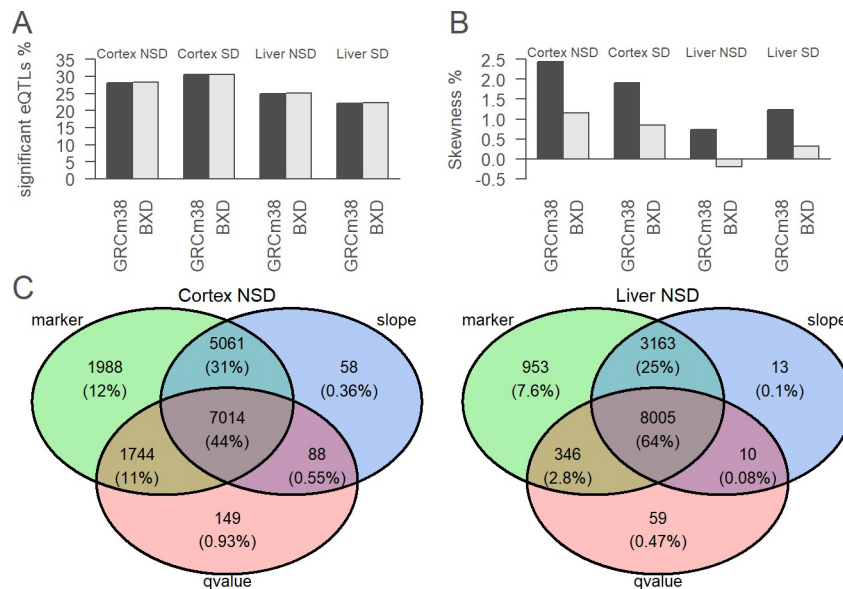 A
Cortex NSD Cortex SD Liver NSD Liver SD
significant eQTLs %
35
30
25
20
15
10
5
0
GRCm38 BXD GRCm38 BXD GRCm38 BXD GRCm38 BXD
B
Cortex NSD Cortex SD Liver NSD Liver SD
Skewness %
2.5
2.0
1.5
1.0
0.5
0.0
-0.5
GRCm38 BXD GRCm38 BXD GRCm38 BXD GRCm38 BXD
C
Cortex NSD
marker slope
5061
(31%)
1988
(12%)
58
(0.36%)
7014
(44%)
1744
(11%)
88
(0.55%)
149
(0.93%)
qvalue
Liver NSD
marker slope
3163
(25%)
953
(7.6%)
13
(0.1%)
8005
(64%)
346
(2.8%)
10
(0.08%)
59
(0.47%)
qvalue